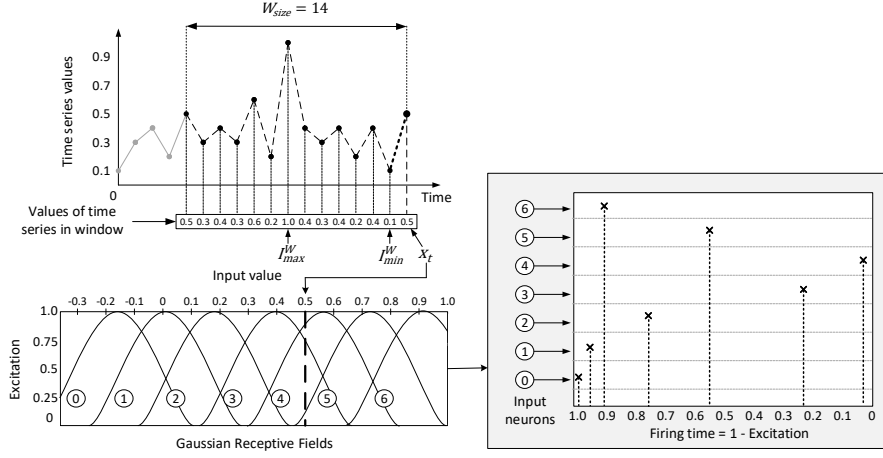 W_size = 14
Time series values
0.9
0.7
0.5
0.3
0.1
0
Time
Values of time
series in window
0.5 0.3 0.4 0.3 0.6 0.2 1.0 0.4 0.3 0.4 0.2 0.4 0.1 0.5
I^W_max
I^W_min
X_t
Input value
-0.3 -0.2 -0.1 0 0.1 0.2 0.3 0.4 0.5 0.6 0.7 0.8 0.9 1.0
Excitation
1.0
0.75
0.5
0.25
0
0 1 2 3 4 5 6
Gaussian Receptive Fields
6
5
4
3
2
1
0
Input
neurons
1.0 0.9 0.8 0.7 0.6 0.5 0.4 0.3 0.2 0.1 0
Firing time = 1 - Excitation